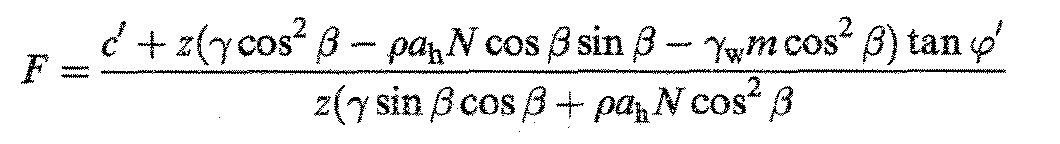 F = \frac{c' + z(\gamma \cos^2 \beta - \rho a_h N \cos \beta \sin \beta - \gamma_w m \cos^2 \beta) \tan \varphi'}{z(\gamma \sin \beta \cos \beta + \rho a_h N \cos^2 \beta}